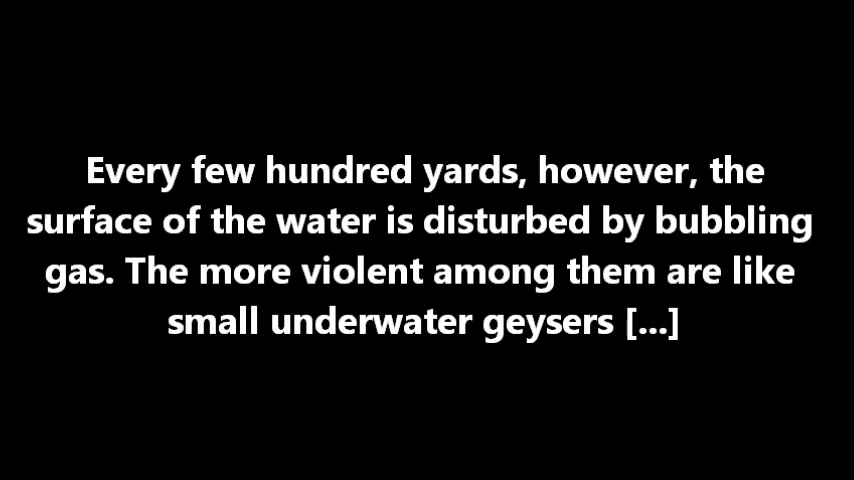 Every few hundred yards, however, the
surface of the water is disturbed by bubbling
gas. The more violent among them are like
small underwater geysers [...]